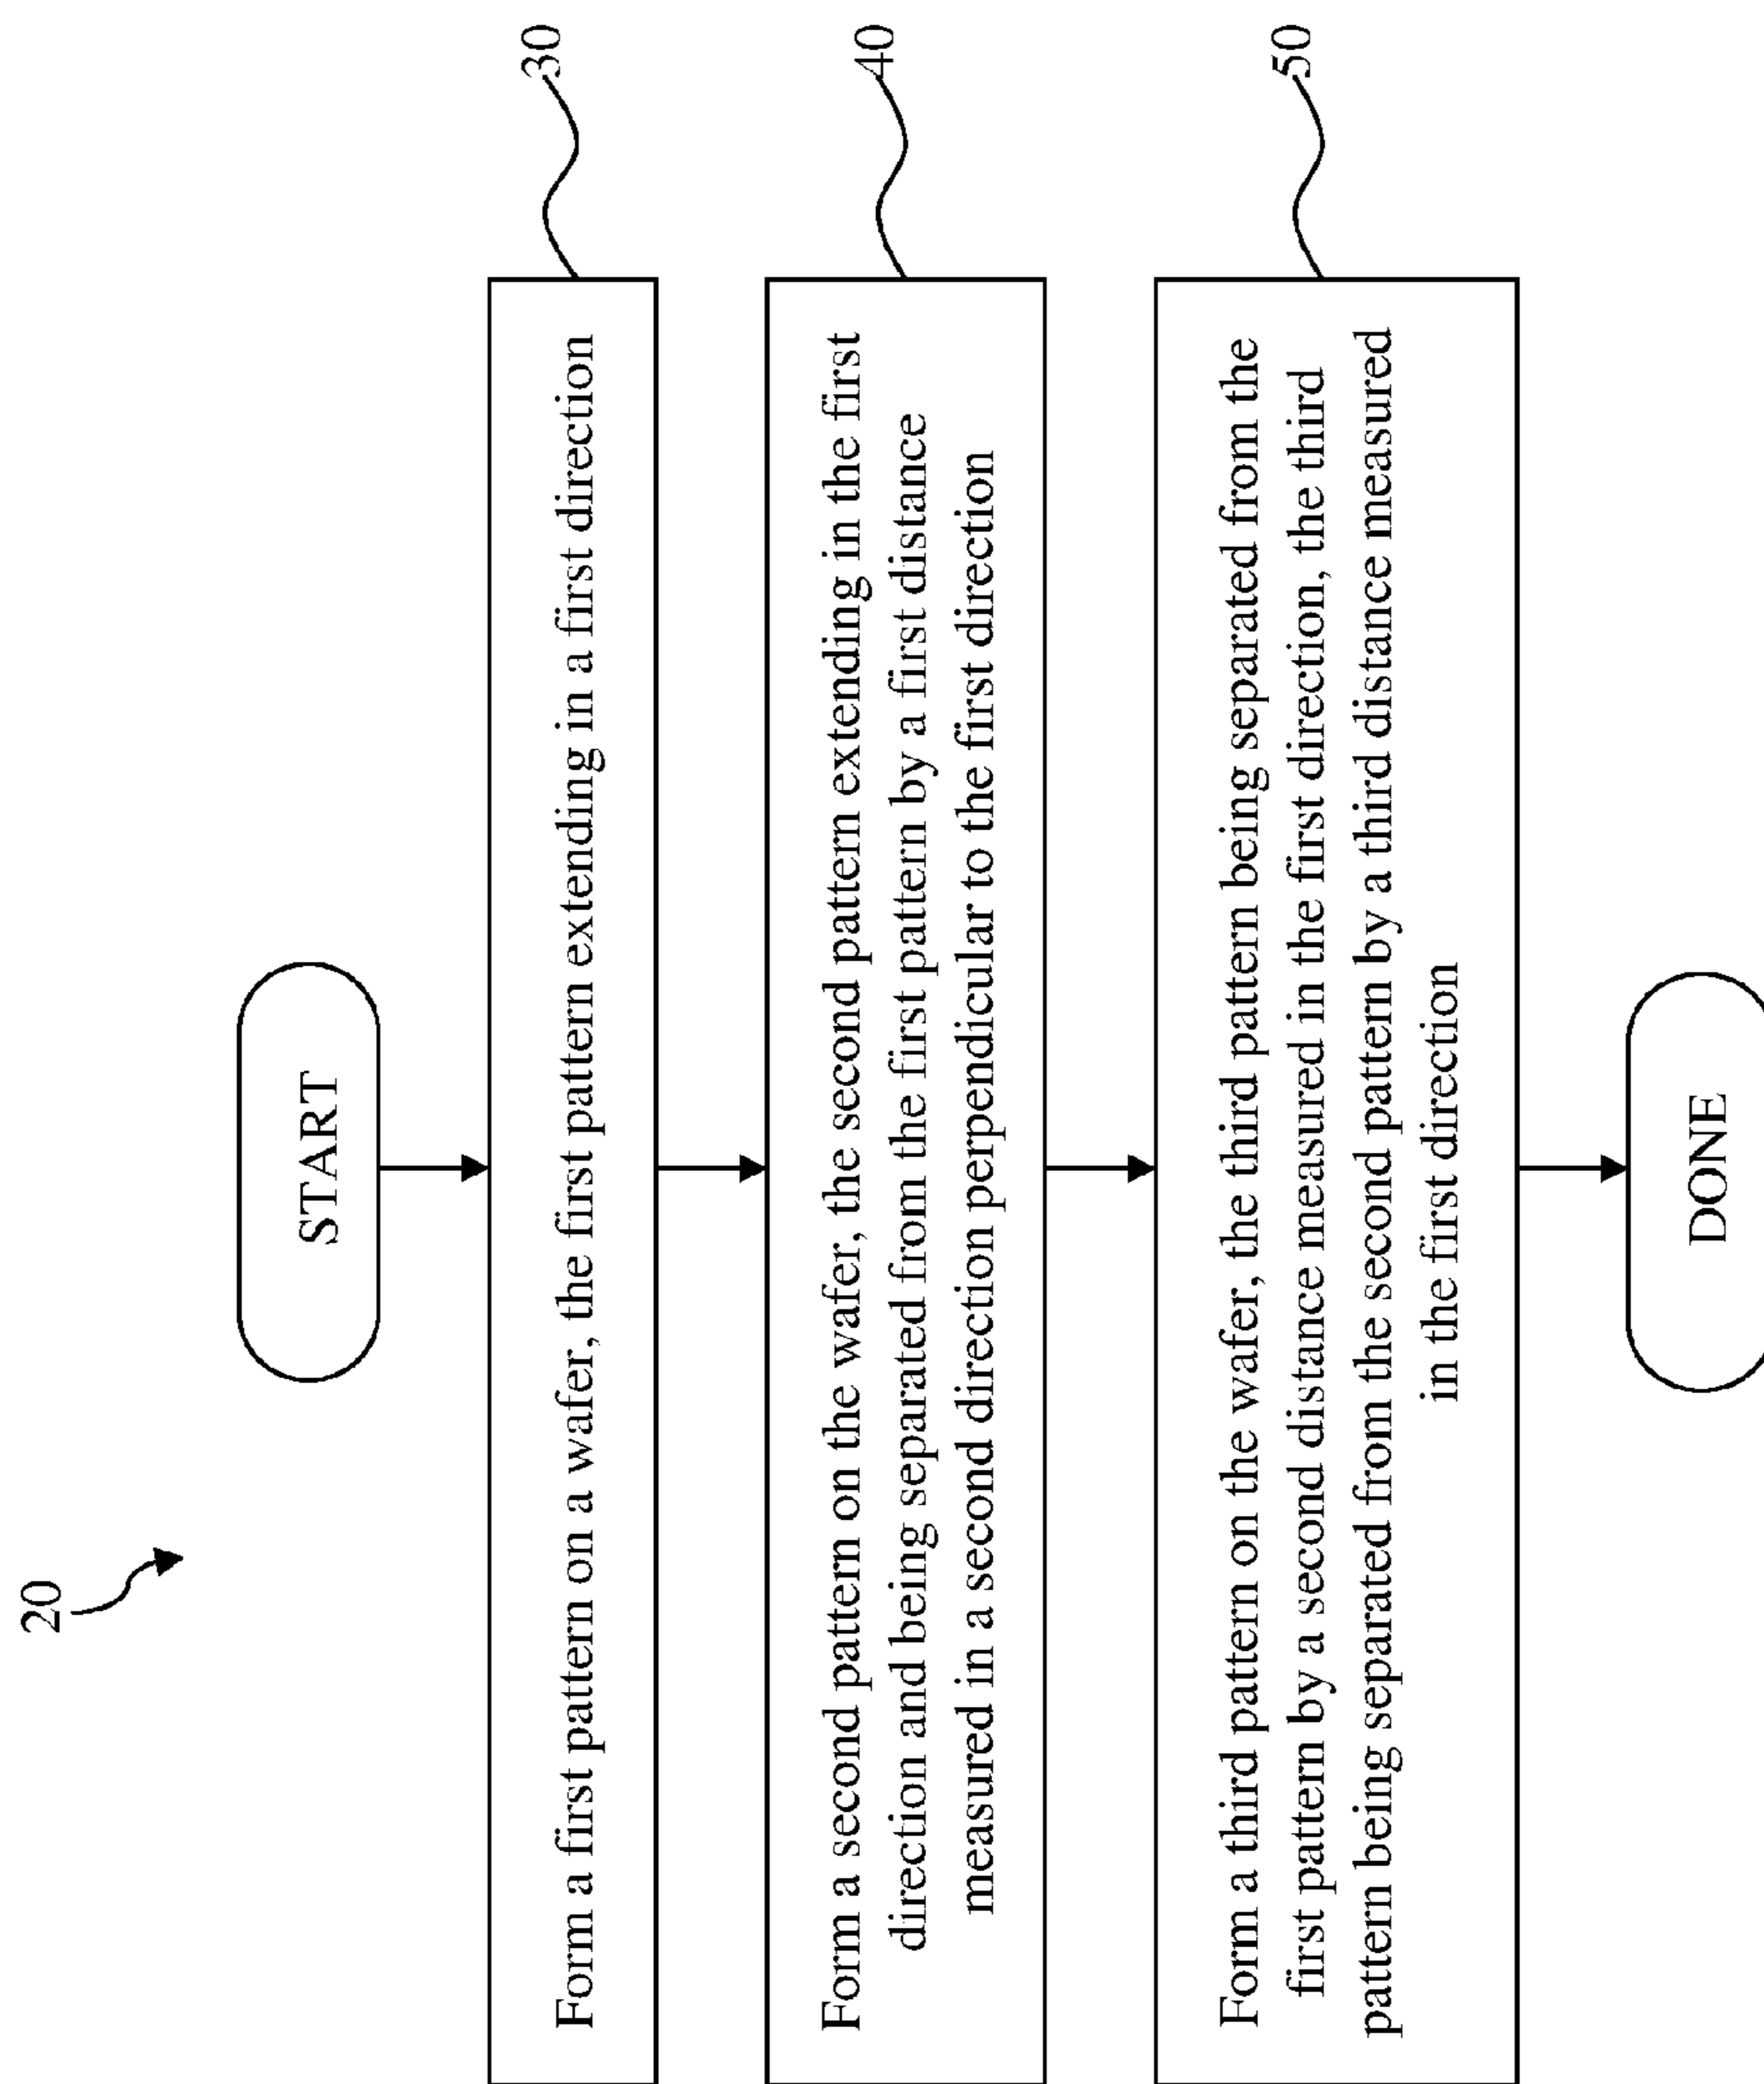 20
START
Form a first pattern on a wafer, the first pattern extending in a first direction
30
Form a second pattern on the wafer, the second pattern extending in the first
direction and being separated from the first pattern by a first distance
measured in a second direction perpendicular to the first direction
40
Form a third pattern on the wafer, the third pattern being separated from the
first pattern by a second distance measured in the first direction, the third
pattern being separated from the second pattern by a third distance measured
in the first direction
50
DONE